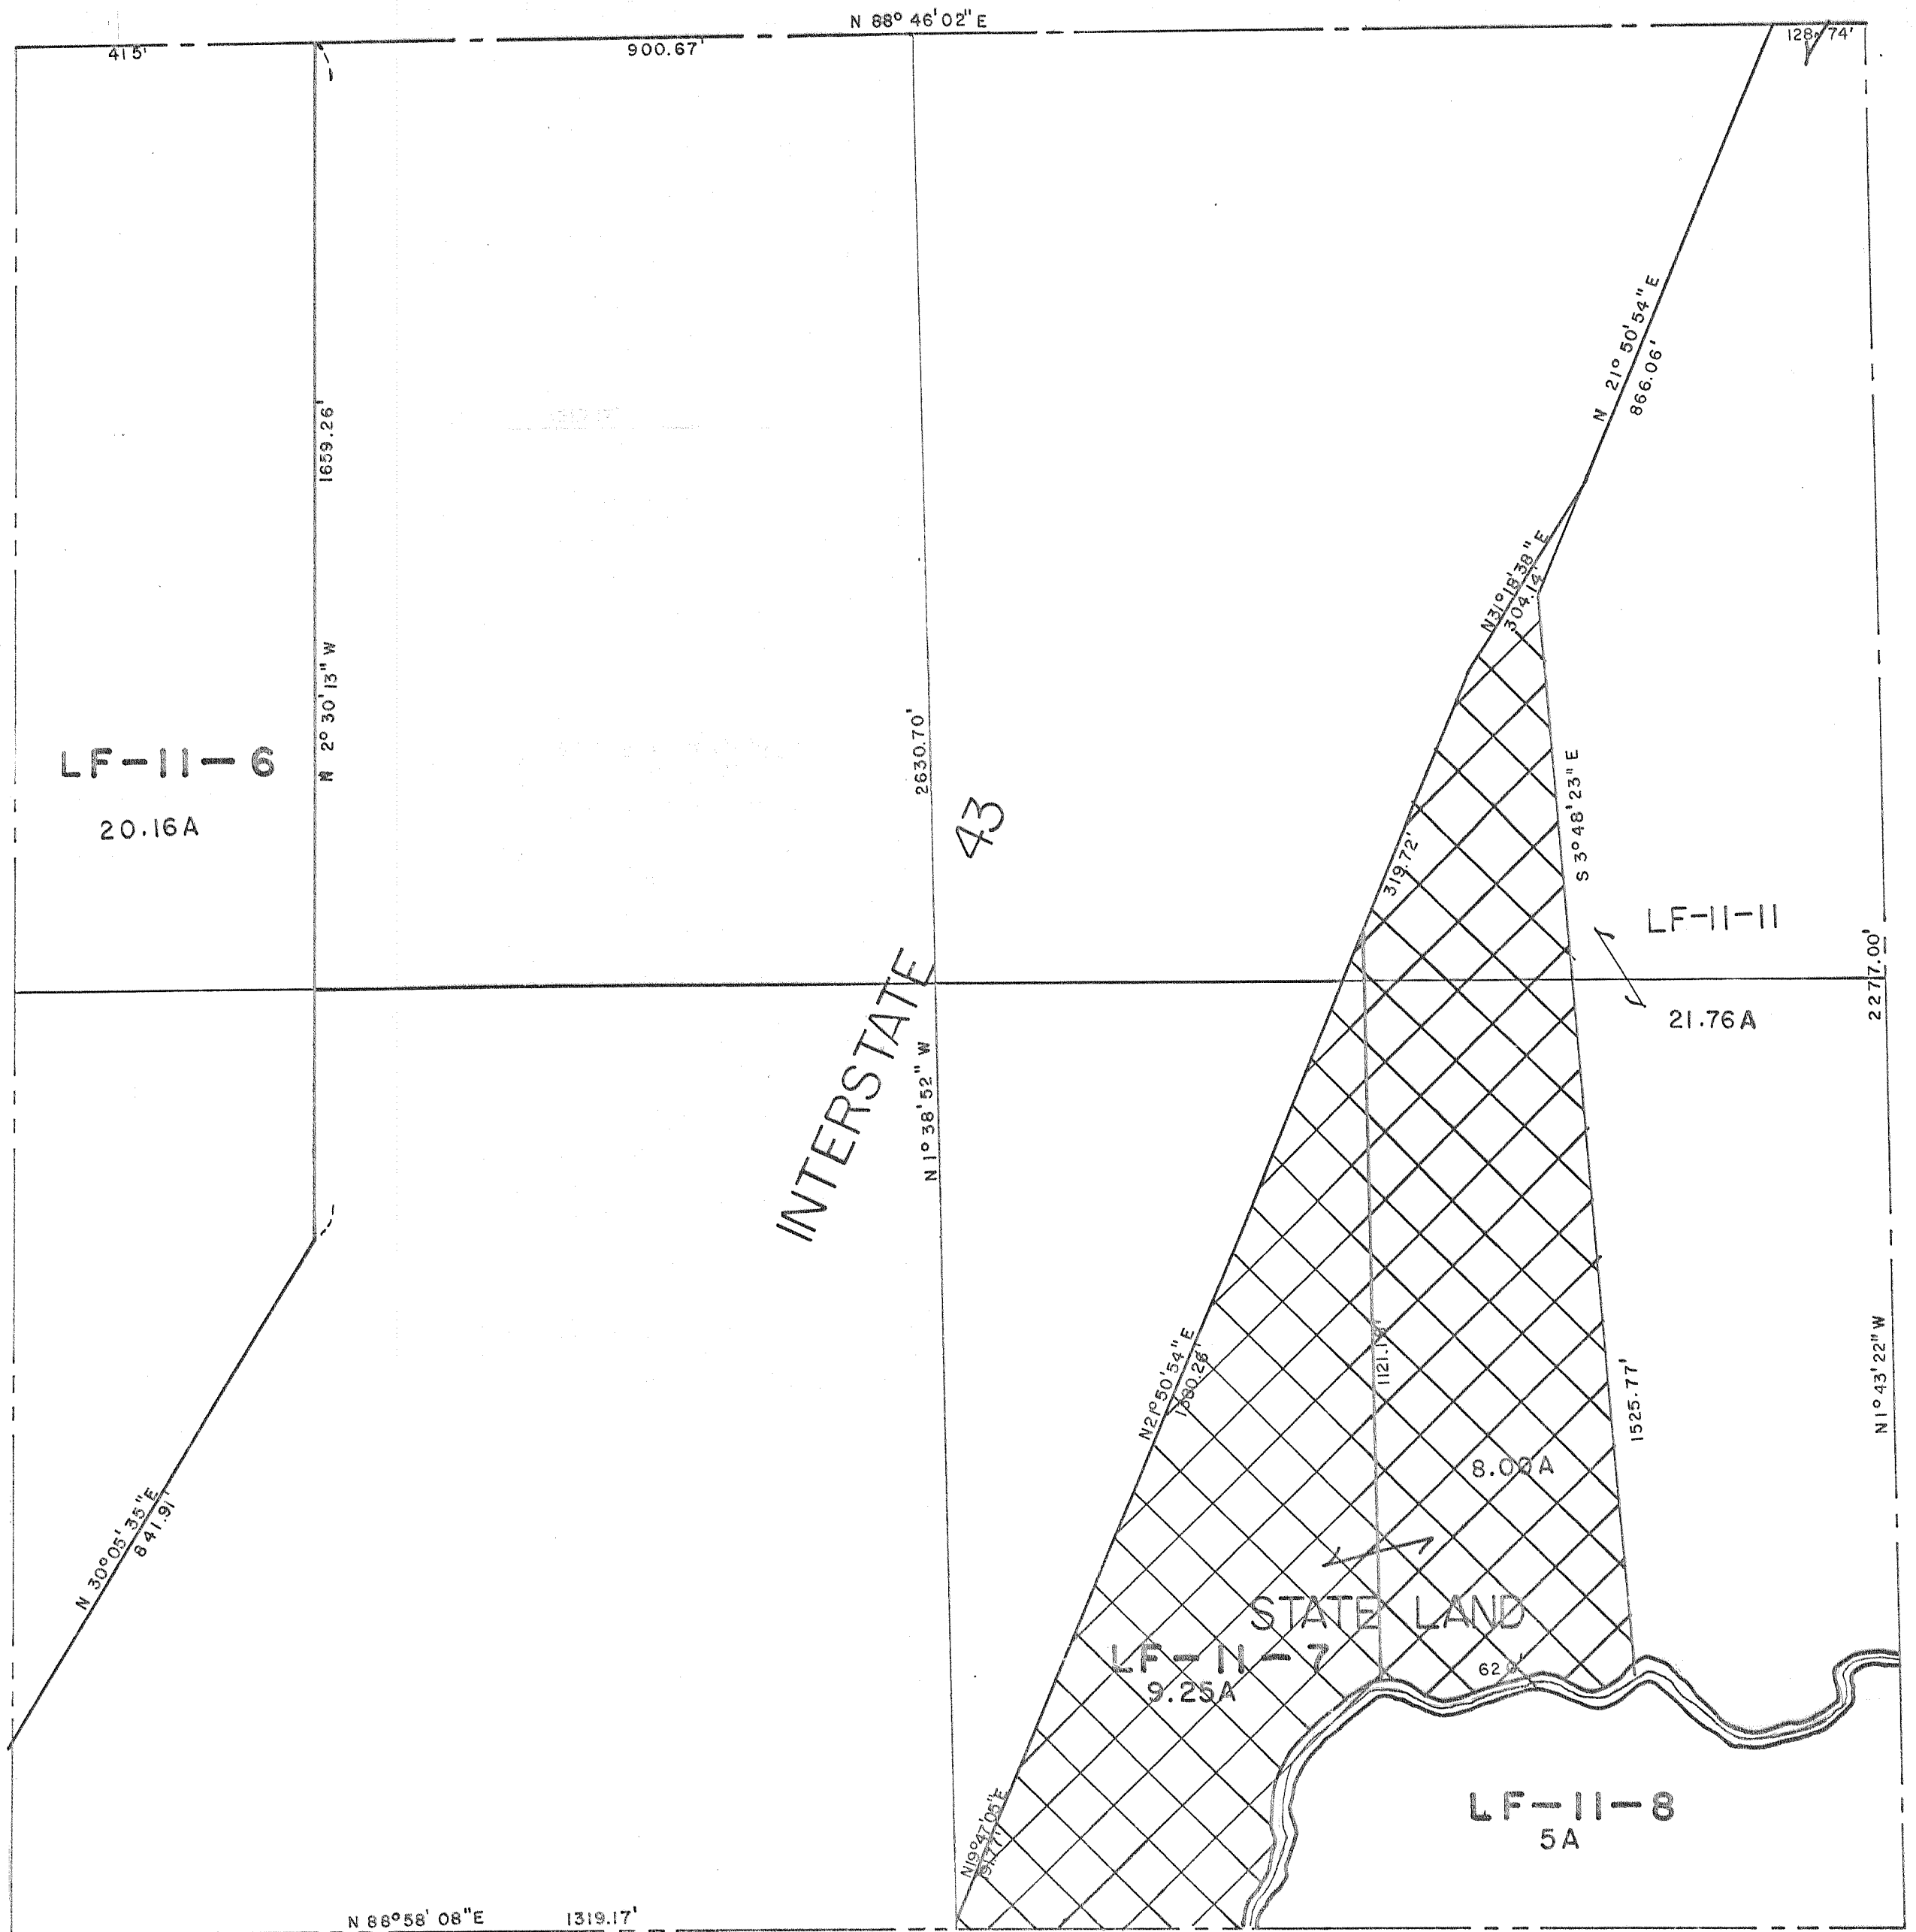 N 88° 46' 02" E
415'
900.67'
128.74'
N 21° 50' 54" E
866.06'
1659.26'
N 2° 30' 13" W
N31°18'38" E
304.14'
2630.70'
LF-11-6
20.16A
43
S 3° 48' 23" E
319.72'
LF-11-11
21.76A
2277.00'
INTERSTATE
N 1° 38' 52" W
N21°50'54" E
1121.
1525.77'
N1° 43' 22" W
8.00A
N 30°05' 35" E
841.91'
STATE LAND
LF-11-7
9.25A
LF-11-8
5A
N19°47'05"E
N 88°58' 08"E 1319.17'